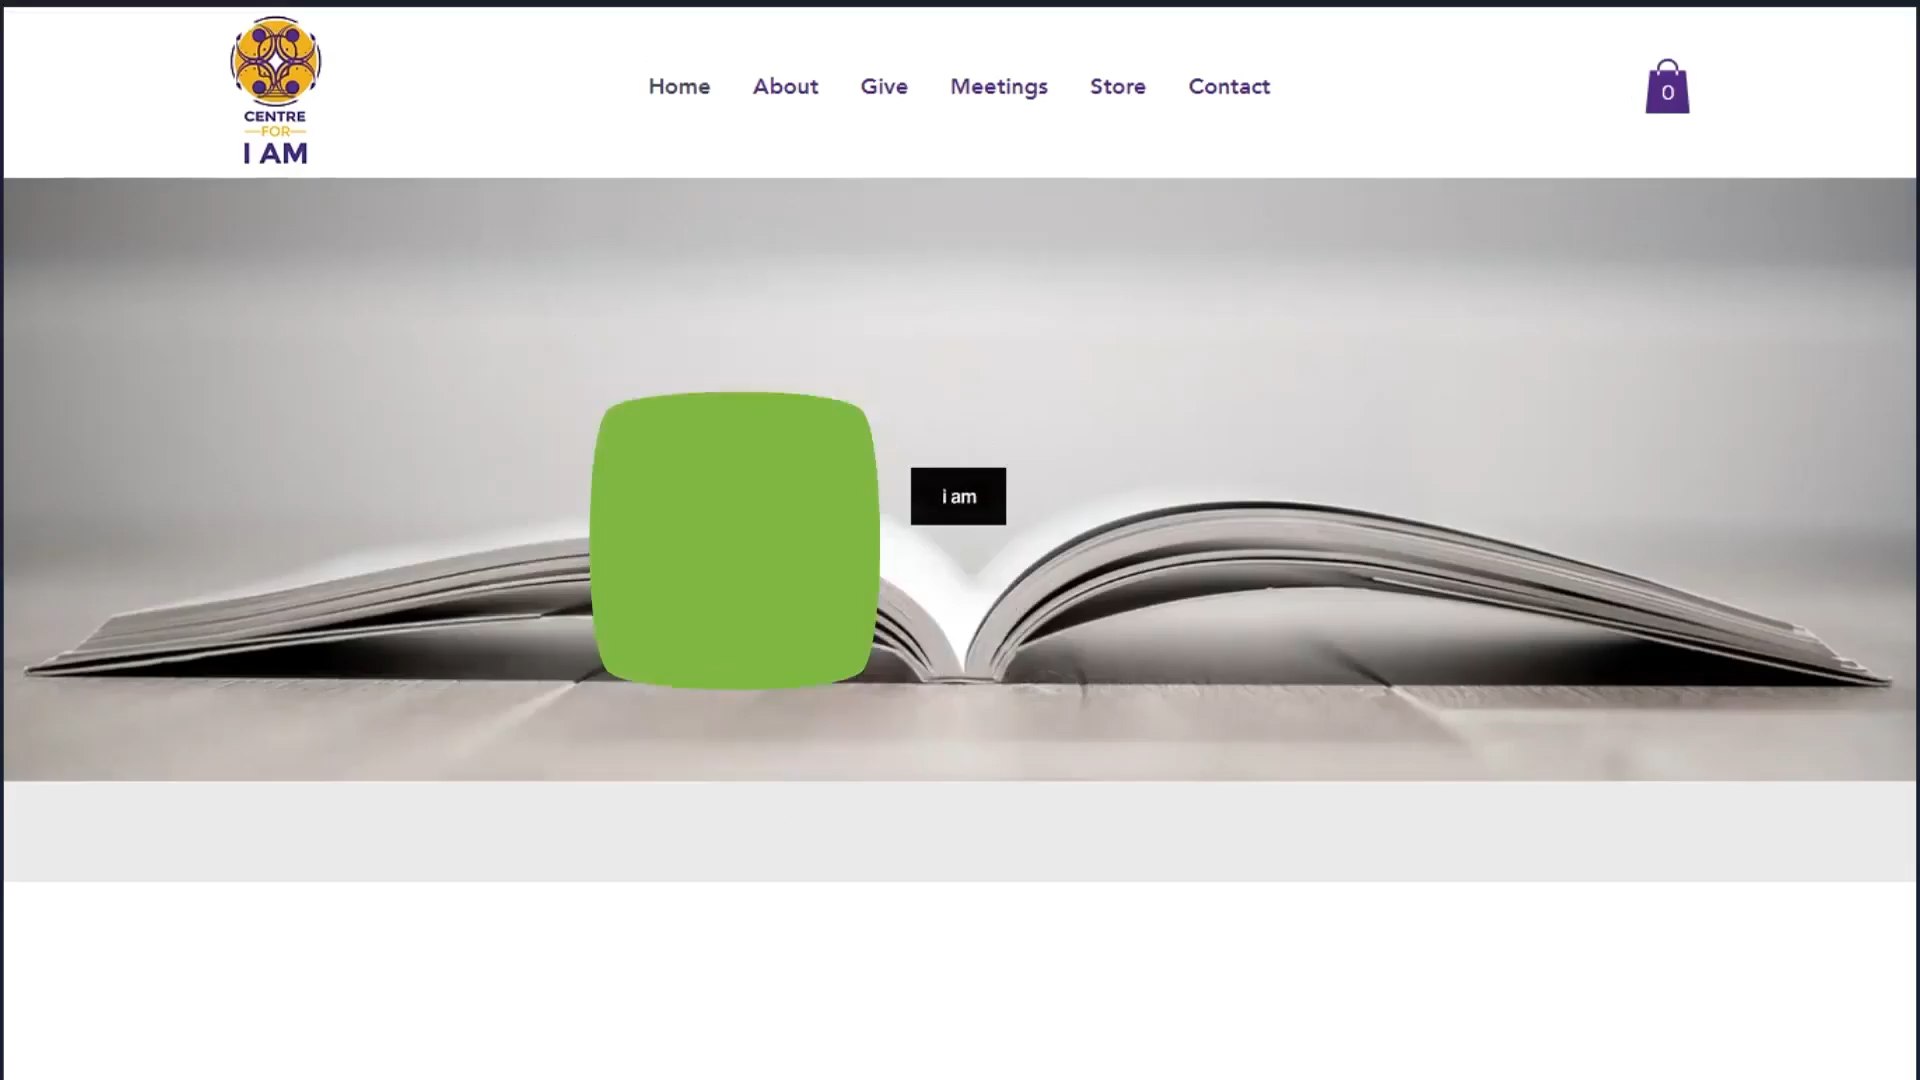 CENTRE
FOR
I AM
Home About Give Meetings Store Contact
0
i am